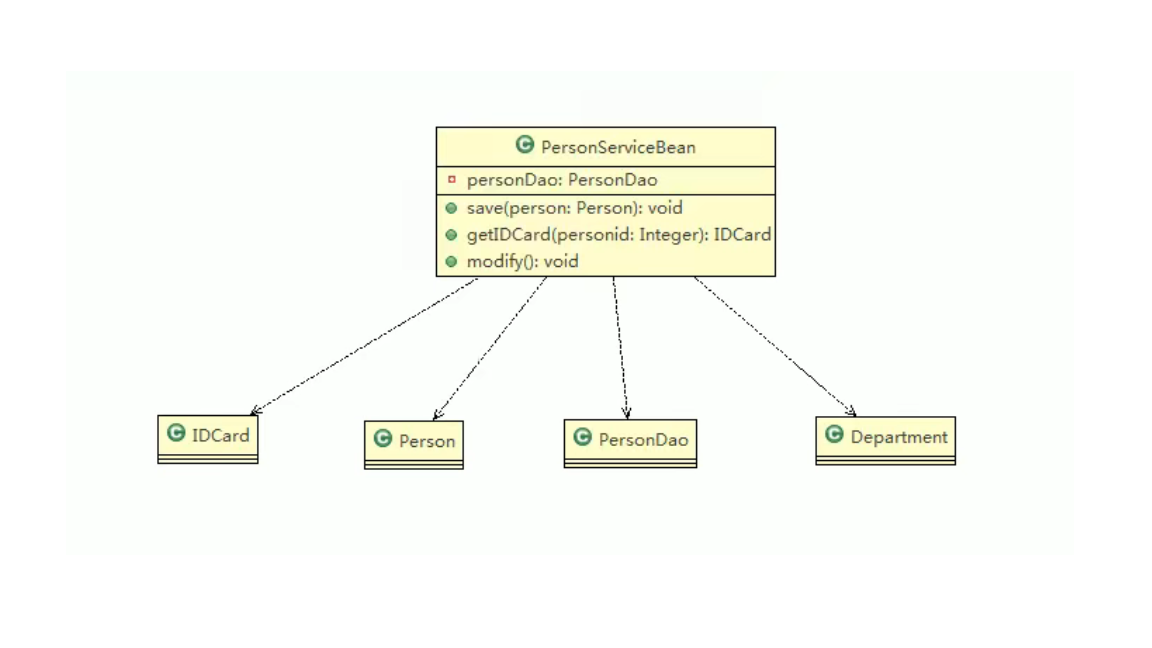 C PersonServiceBean
personDao: PersonDao
save(person: Person): void
getIDCard(personid: Integer): IDCard
modify(): void
C IDCard
C Person
C PersonDao
C Department